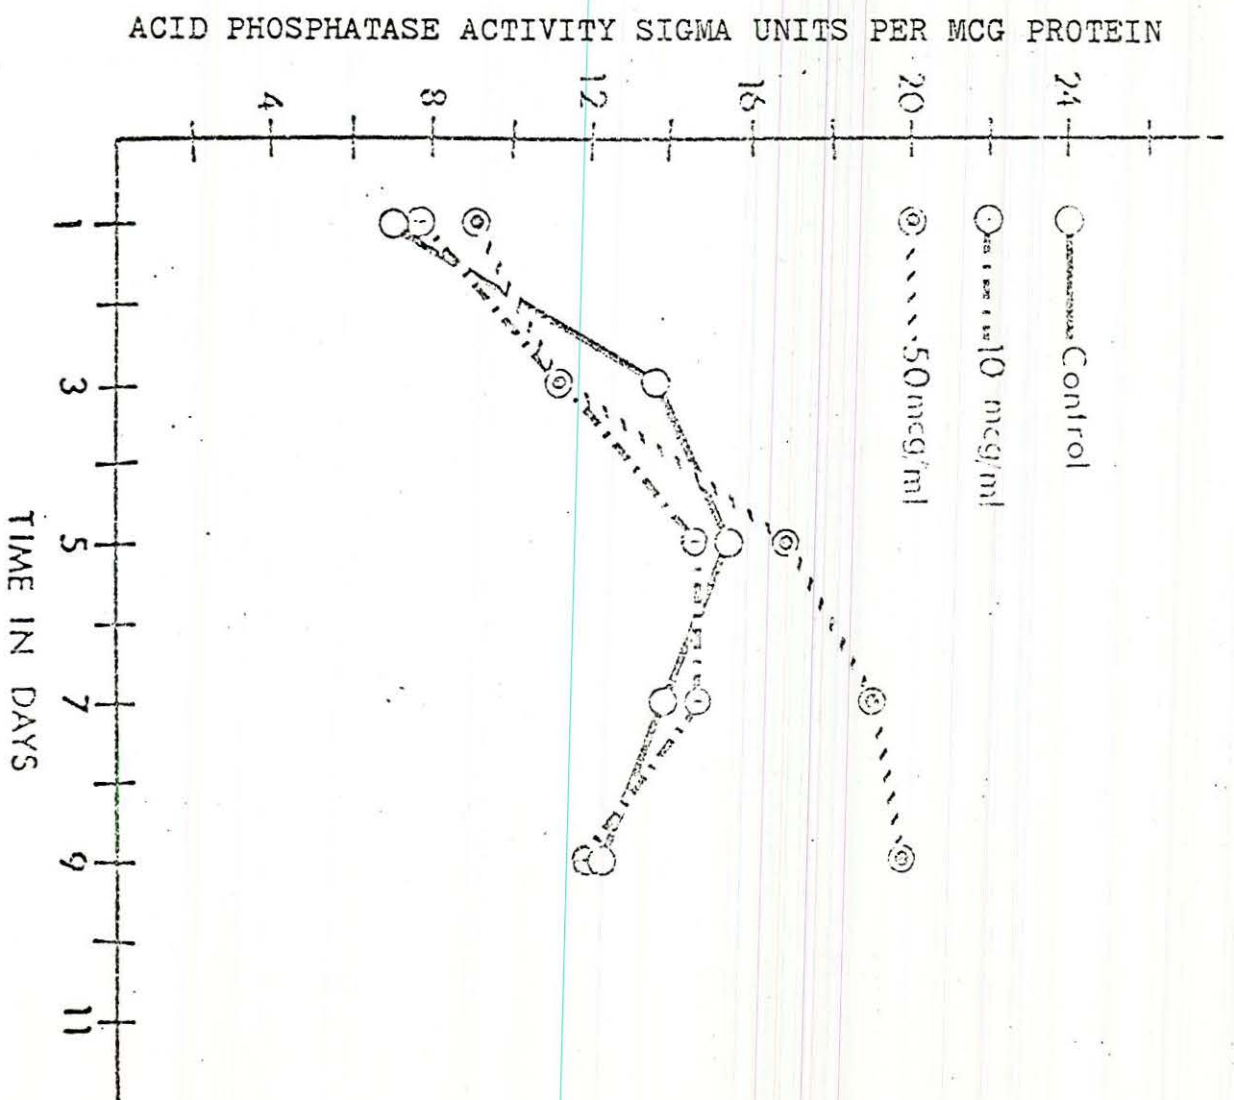 ACID PHOSPHATASE ACTIVITY SIGMA UNITS PER MCG PROTEIN
4
8
12
16
20
24
Control
10 mcg/ml
50 mcg/ml
1
3
5
7
9
11
TIME IN DAYS